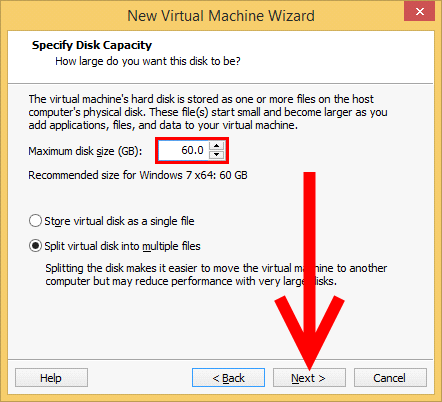 New Virtual Machine Wizard
Specify Disk Capacity
How large do you want this disk to be?
The virtual machine's hard disk is stored as one or more files on the host
computer's physical disk. These file(s) start small and become larger as you
add applications, files, and data to your virtual machine.
Maximum disk size (GB): 60.0
Recommended size for Windows 7 x64: 60 GB
Store virtual disk as a single file
Split virtual disk into multiple files
Splitting the disk makes it easier to move the virtual machine to another
computer but may reduce performance with very large disks.
Help < Back Next > Cancel